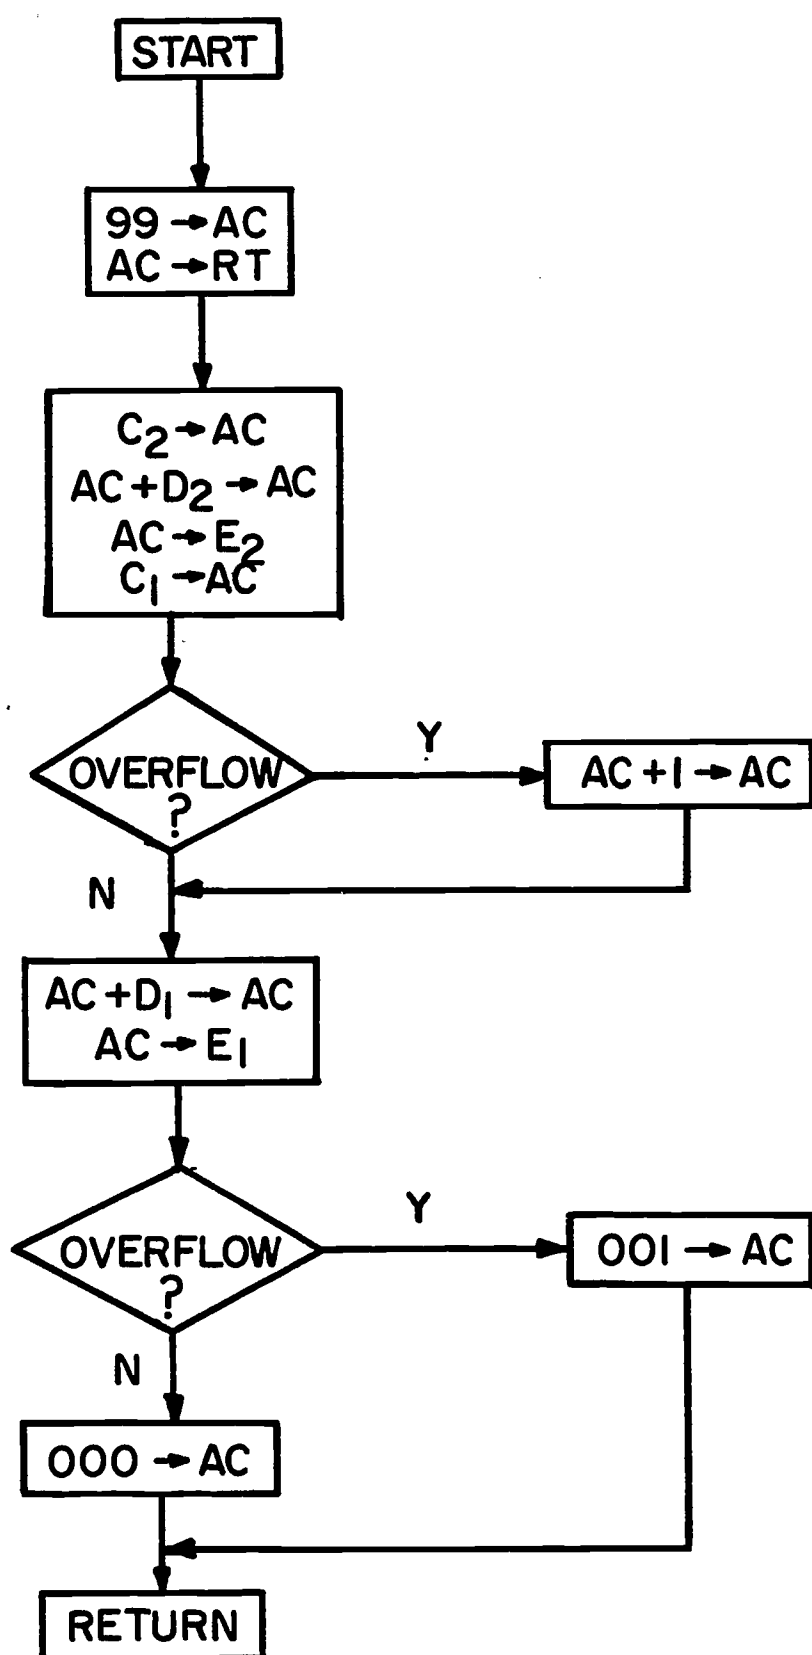 START
99 → AC
AC → RT
C₂ → AC
AC + D₂ → AC
AC → E₂
C₁ → AC
OVERFLOW
?
Y
AC + 1 → AC
N
AC + D₁ → AC
AC → E₁
OVERFLOW
?
Y
001 → AC
N
000 → AC
RETURN